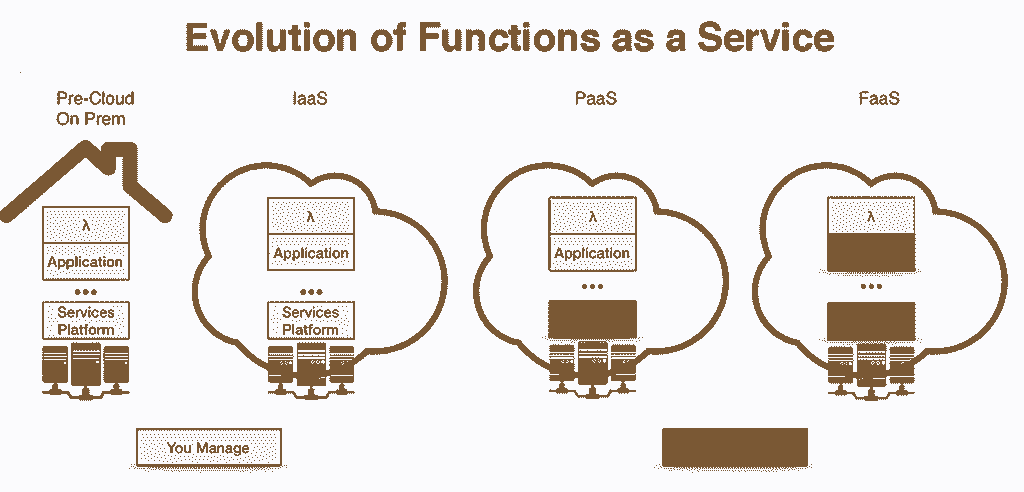 Evolution of Functions as a Service
Pre-Cloud
On Prem
IaaS
PaaS
FaaS
λ
Application
•••
Services
Platform
λ
Application
•••
Services
Platform
λ
Application
•••
λ
•••
You Manage